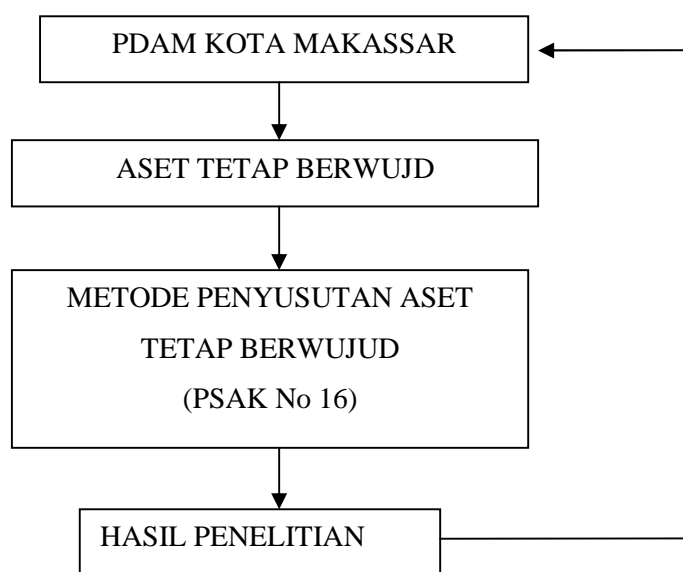 PDAM KOTA MAKASSAR
ASET TETAP BERWUJD
METODE PENYUSUTAN ASET
TETAP BERWUJUD
(PSAK No 16)
HASIL PENELITIAN